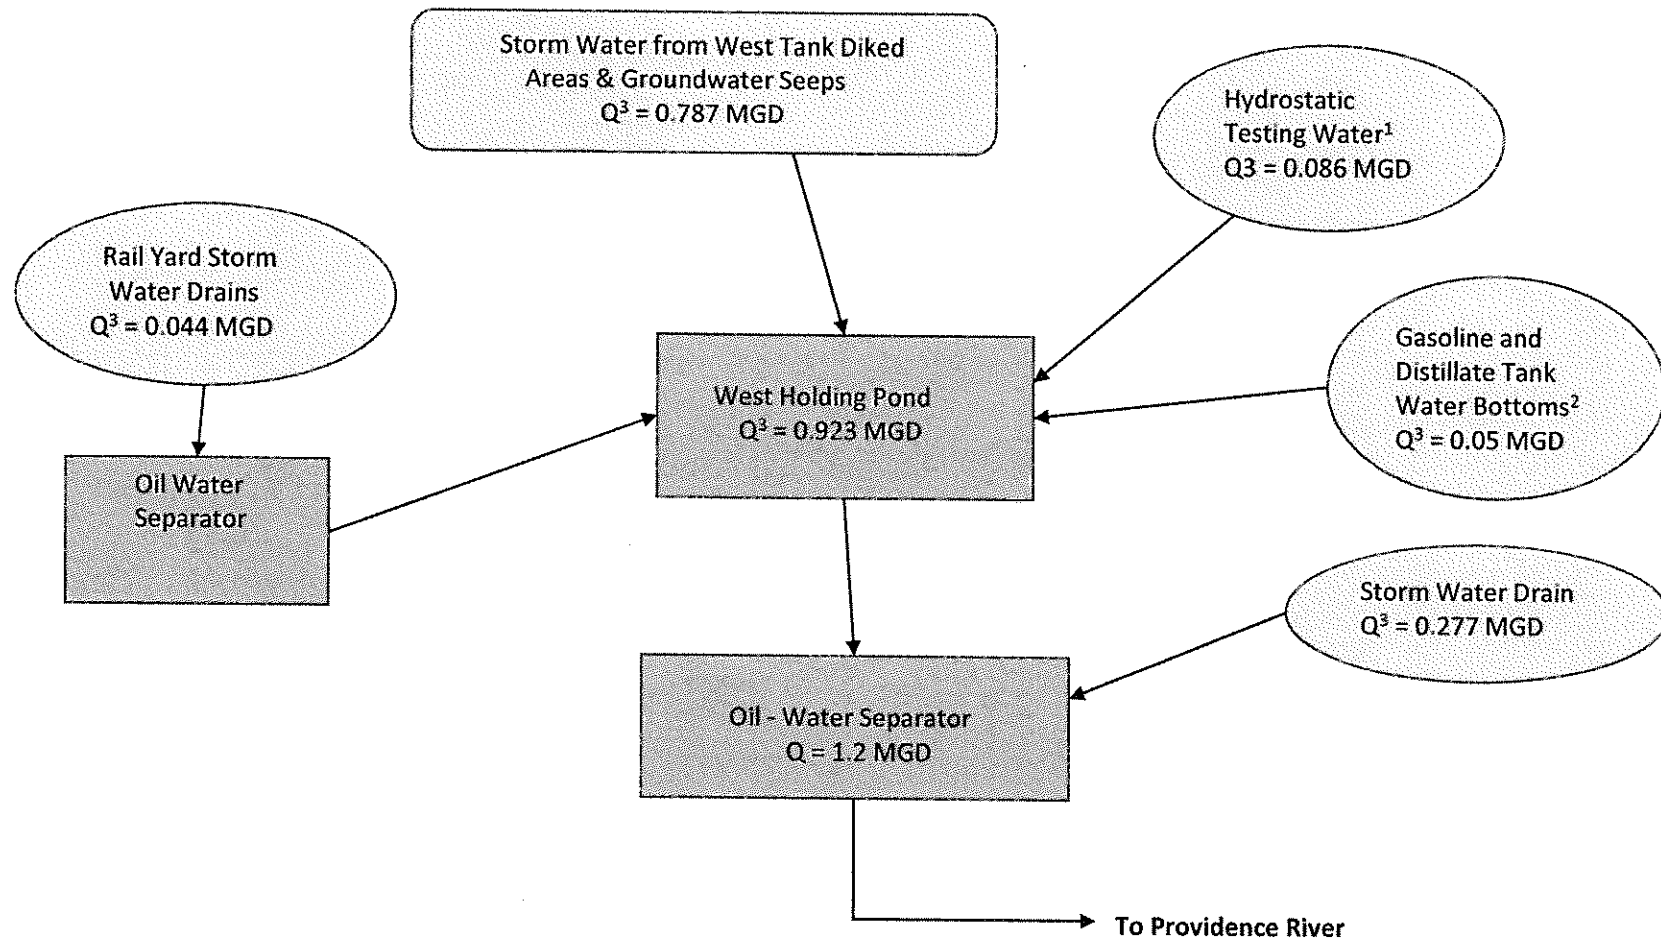 Storm Water from West Tank Diked
Areas & Groundwater Seeps
Q³ = 0.787 MGD
Hydrostatic
Testing Water¹
Q3 = 0.086 MGD
Rail Yard Storm
Water Drains
Q³ = 0.044 MGD
Gasoline and
Distillate Tank
Water Bottoms²
Q³ = 0.05 MGD
West Holding Pond
Q³ = 0.923 MGD
Oil Water
Separator
Storm Water Drain
Q³ = 0.277 MGD
Oil - Water Separator
Q = 1.2 MGD
To Providence River